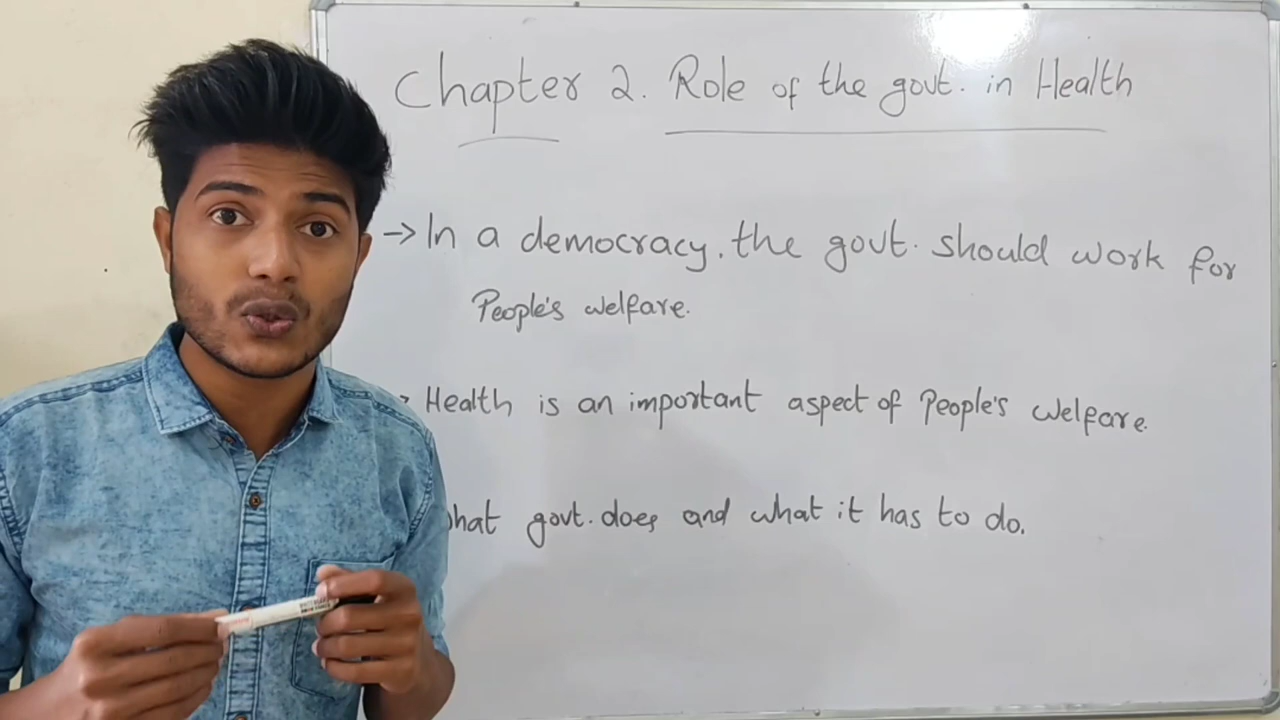 Chapter 2. Role of the govt. in Health
→ In a democracy, the govt. should work for
People's welfare.
Health is an important aspect of People's welfare.
govt. does and what it has to do.